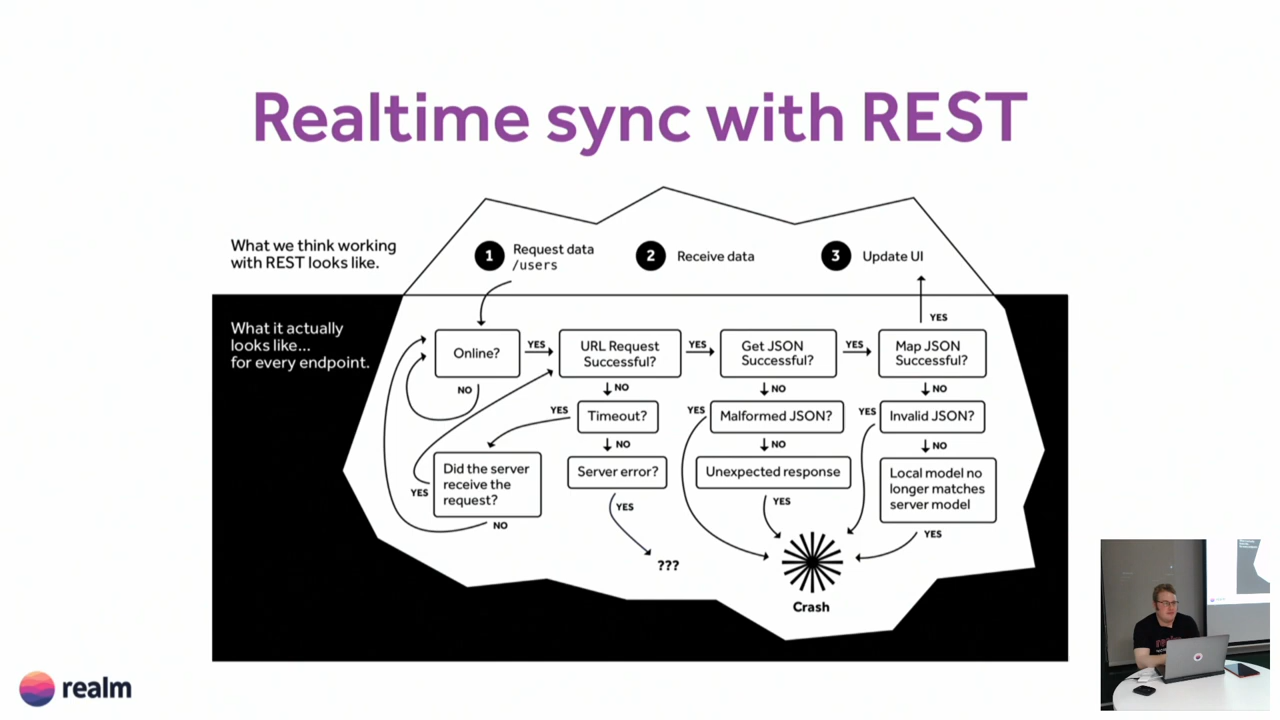 Realtime sync with REST
What we think working
with REST looks like.
1
Request data
/users
2
Receive data
3
Update UI
What it actually
looks like...
for every endpoint.
YES
Online?
YES
URL Request
Successful?
YES
Get JSON
Successful?
YES
Map JSON
Successful?
NO
NO
NO
NO
YES
Timeout?
YES
Malformed JSON?
YES
Invalid JSON?
NO
NO
NO
Did the server
receive the
request?
Server error?
Unexpected response
Local model no
longer matches
server model
YES
NO
YES
YES
YES
???
Crash
realm